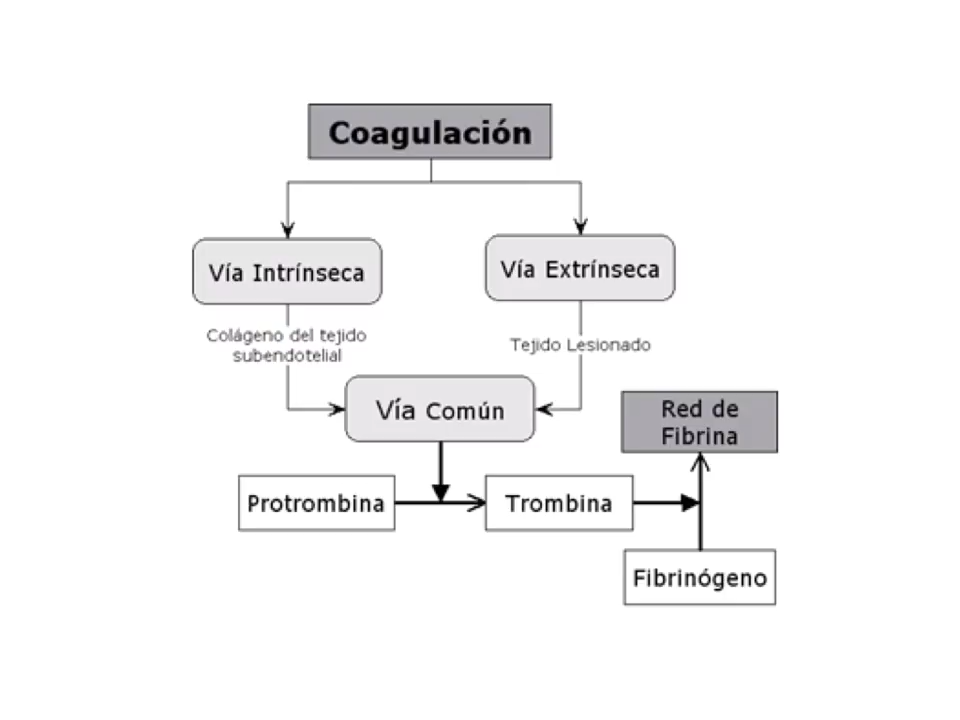 Coagulación
Vía Intrínseca
Vía Extrínseca
Colágeno del tejido
subendotelial
Tejido Lesionado
Vía Común
Red de
Fibrina
Protrombina
Trombina
Fibrinógeno